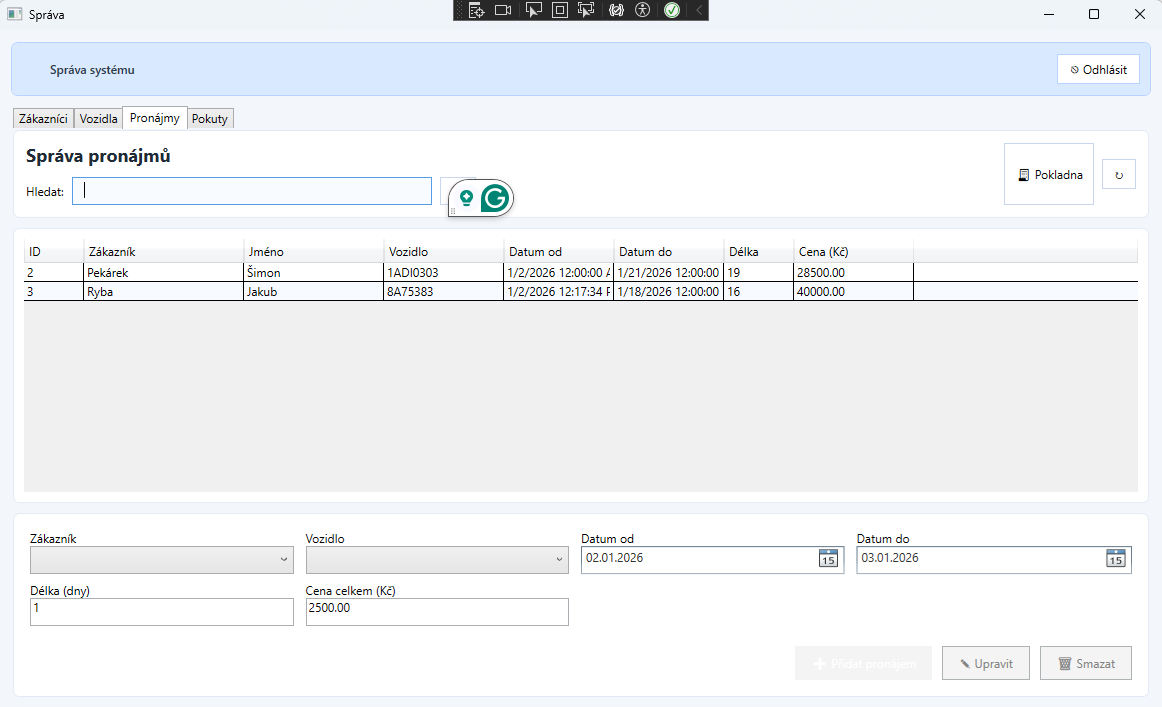 Správa
Správa systému
Odhlásit
Zákazníci Vozidla Pronájmy Pokuty
Správa pronájmů
Hledat:
Pokladna
ID Zákazník Jméno Vozidlo Datum od Datum do Délka Cena (Kč)
2 Pekárek Šimon 1ADI0303 1/2/2026 12:00:00 1/21/2026 12:00:00 19 28500.00
3 Ryba Jakub 8A75383 1/2/2026 12:17:34 1/18/2026 12:00:00 16 40000.00
Zákazník Vozidlo Datum od Datum do
02.01.2026 15 03.01.2026 15
Délka (dny) Cena celkem (Kč)
1 2500.00
Přidat pronájem Upravit Smazat